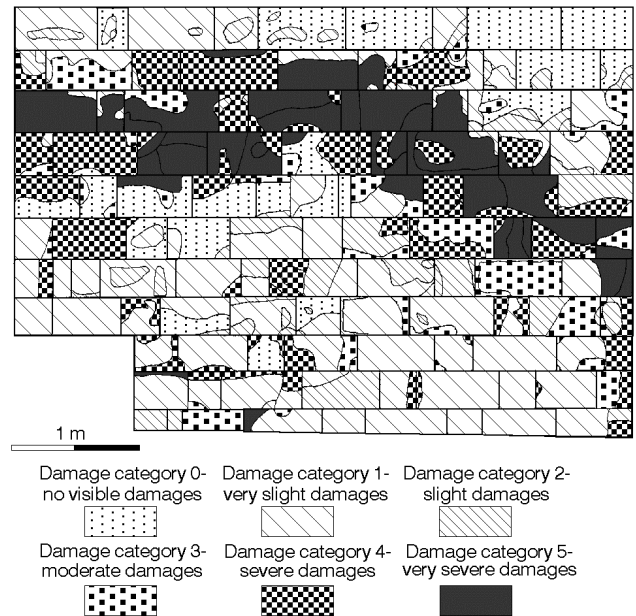 1 m
Damage category 0-
no visible damages
Damage category 1-
very slight damages
Damage category 2-
slight damages
Damage category 3-
moderate damages
Damage category 4-
severe damages
Damage category 5-
very severe damages